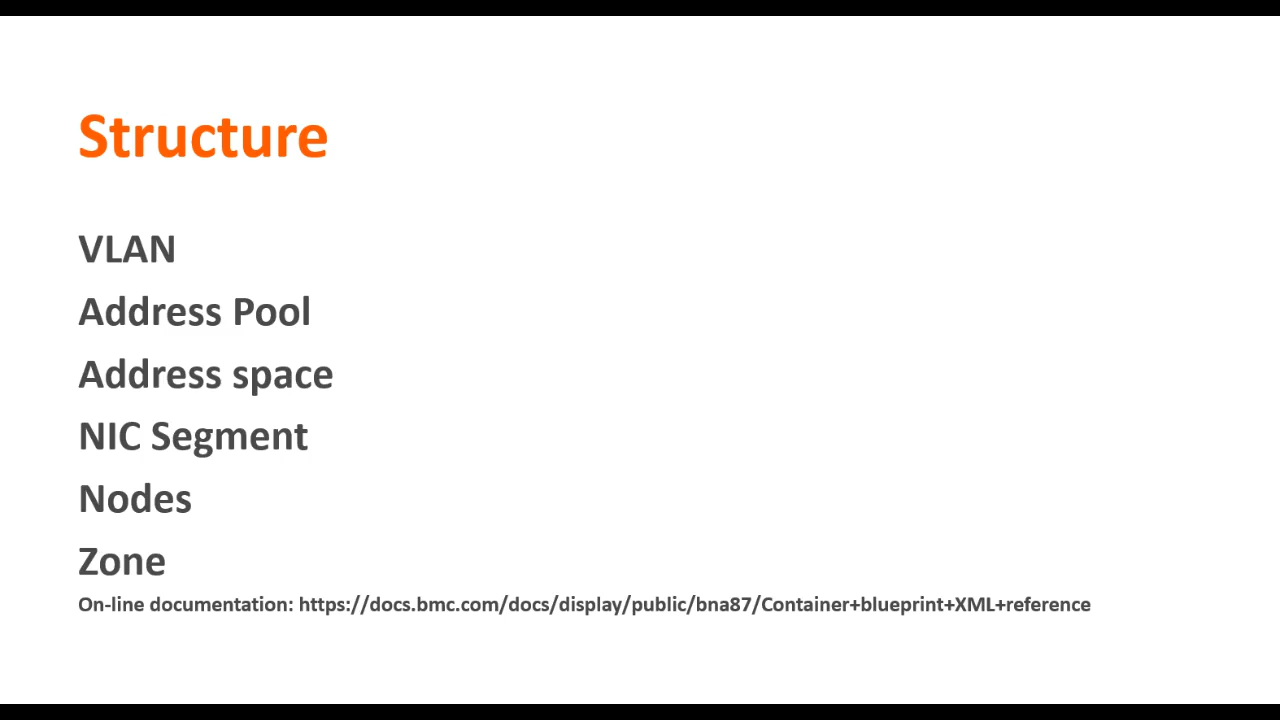 Structure
VLAN
Address Pool
Address space
NIC Segment
Nodes
Zone
On-line documentation: https://docs.bmc.com/docs/display/public/bna87/Container+blueprint+XML+reference